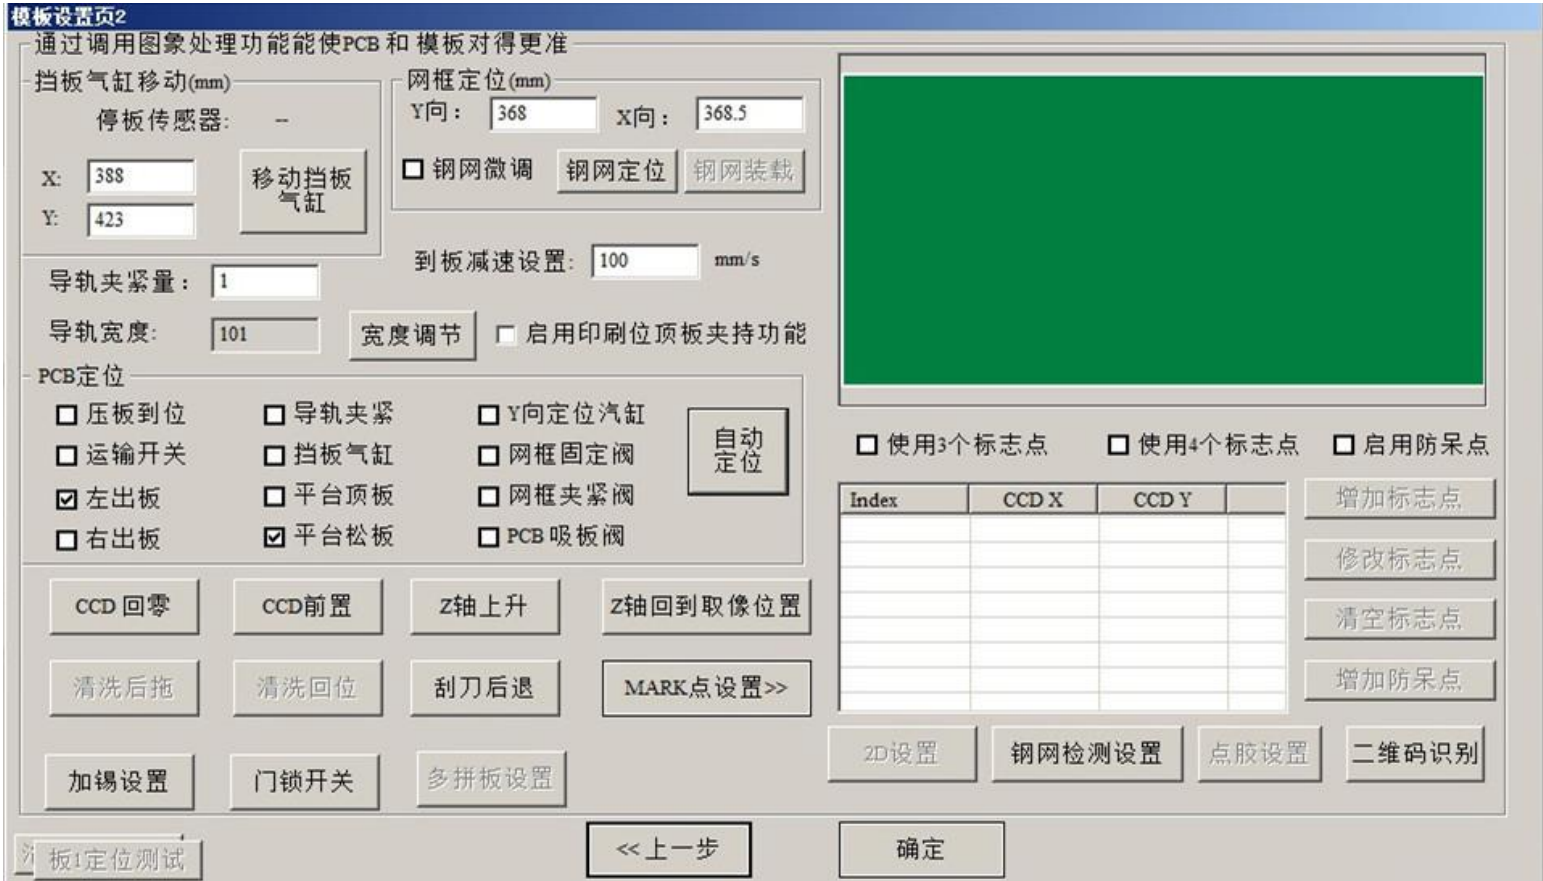 模板设置页2
通过调用图象处理功能能使PCB 和 模板对得更准
挡板气缸移动(mm)
停板传感器: --
X: 388
Y: 423
移动挡板
气缸
网框定位(mm)
Y向: 368 X向: 368.5
钢网微调 钢网定位 钢网装载
到板减速设置: 100 mm/s
导轨夹紧量: 1
导轨宽度: 101 宽度调节 启用印刷位顶板夹持功能
PCB定位
压板到位 导轨夹紧 Y向定位汽缸
运输开关 挡板气缸 网框固定阀
左出板 平台顶板 网框夹紧阀
右出板 平台松板 PCB 吸板阀
自动
定位
CCD 回零 CCD前置 Z轴上升 Z轴回到取像位置
清洗后拖 清洗回位 刮刀后退 MARK点设置>>
加锡设置 门锁开关 多拼板设置
使用3个标志点 使用4个标志点 启用防呆点
Index CCD X CCD Y
增加标志点
修改标志点
清空标志点
增加防呆点
2D设置 钢网检测设置 点胶设置 二维码识别
板1定位测试 <<上一步 确定